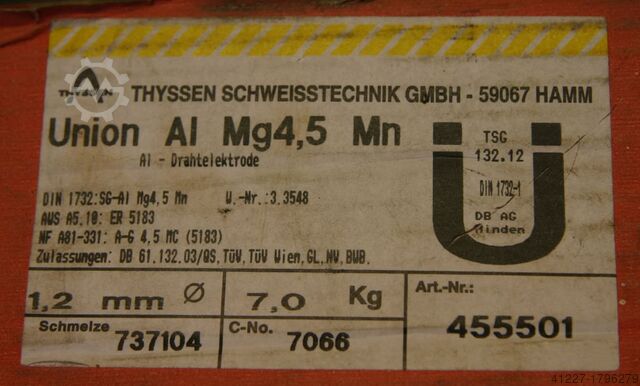 THYSSEN
THYSSEN SCHWEISSTECHNIK GMBH - 59067 HAMM
Union Al Mg4,5 Mn
Al - Drahtelektrode
TSG
132.12
DIN 1732-1
DB AG
Minden
DIN 1732:SG-Al Mg4,5 Mn W.-Nr.:3.3548
AWS A5.10: ER 5183
NF A81-331: A-G 4,5 MC (5183)
Zulassungen: DB 61.132.03/QS,TüV,TüV Wien,GL,NV,BWB.
1,2 mm Ø 7,0 Kg
Art.-Nr.:
455501
Schmelze 737104 C-No. 7066
41227-1796279